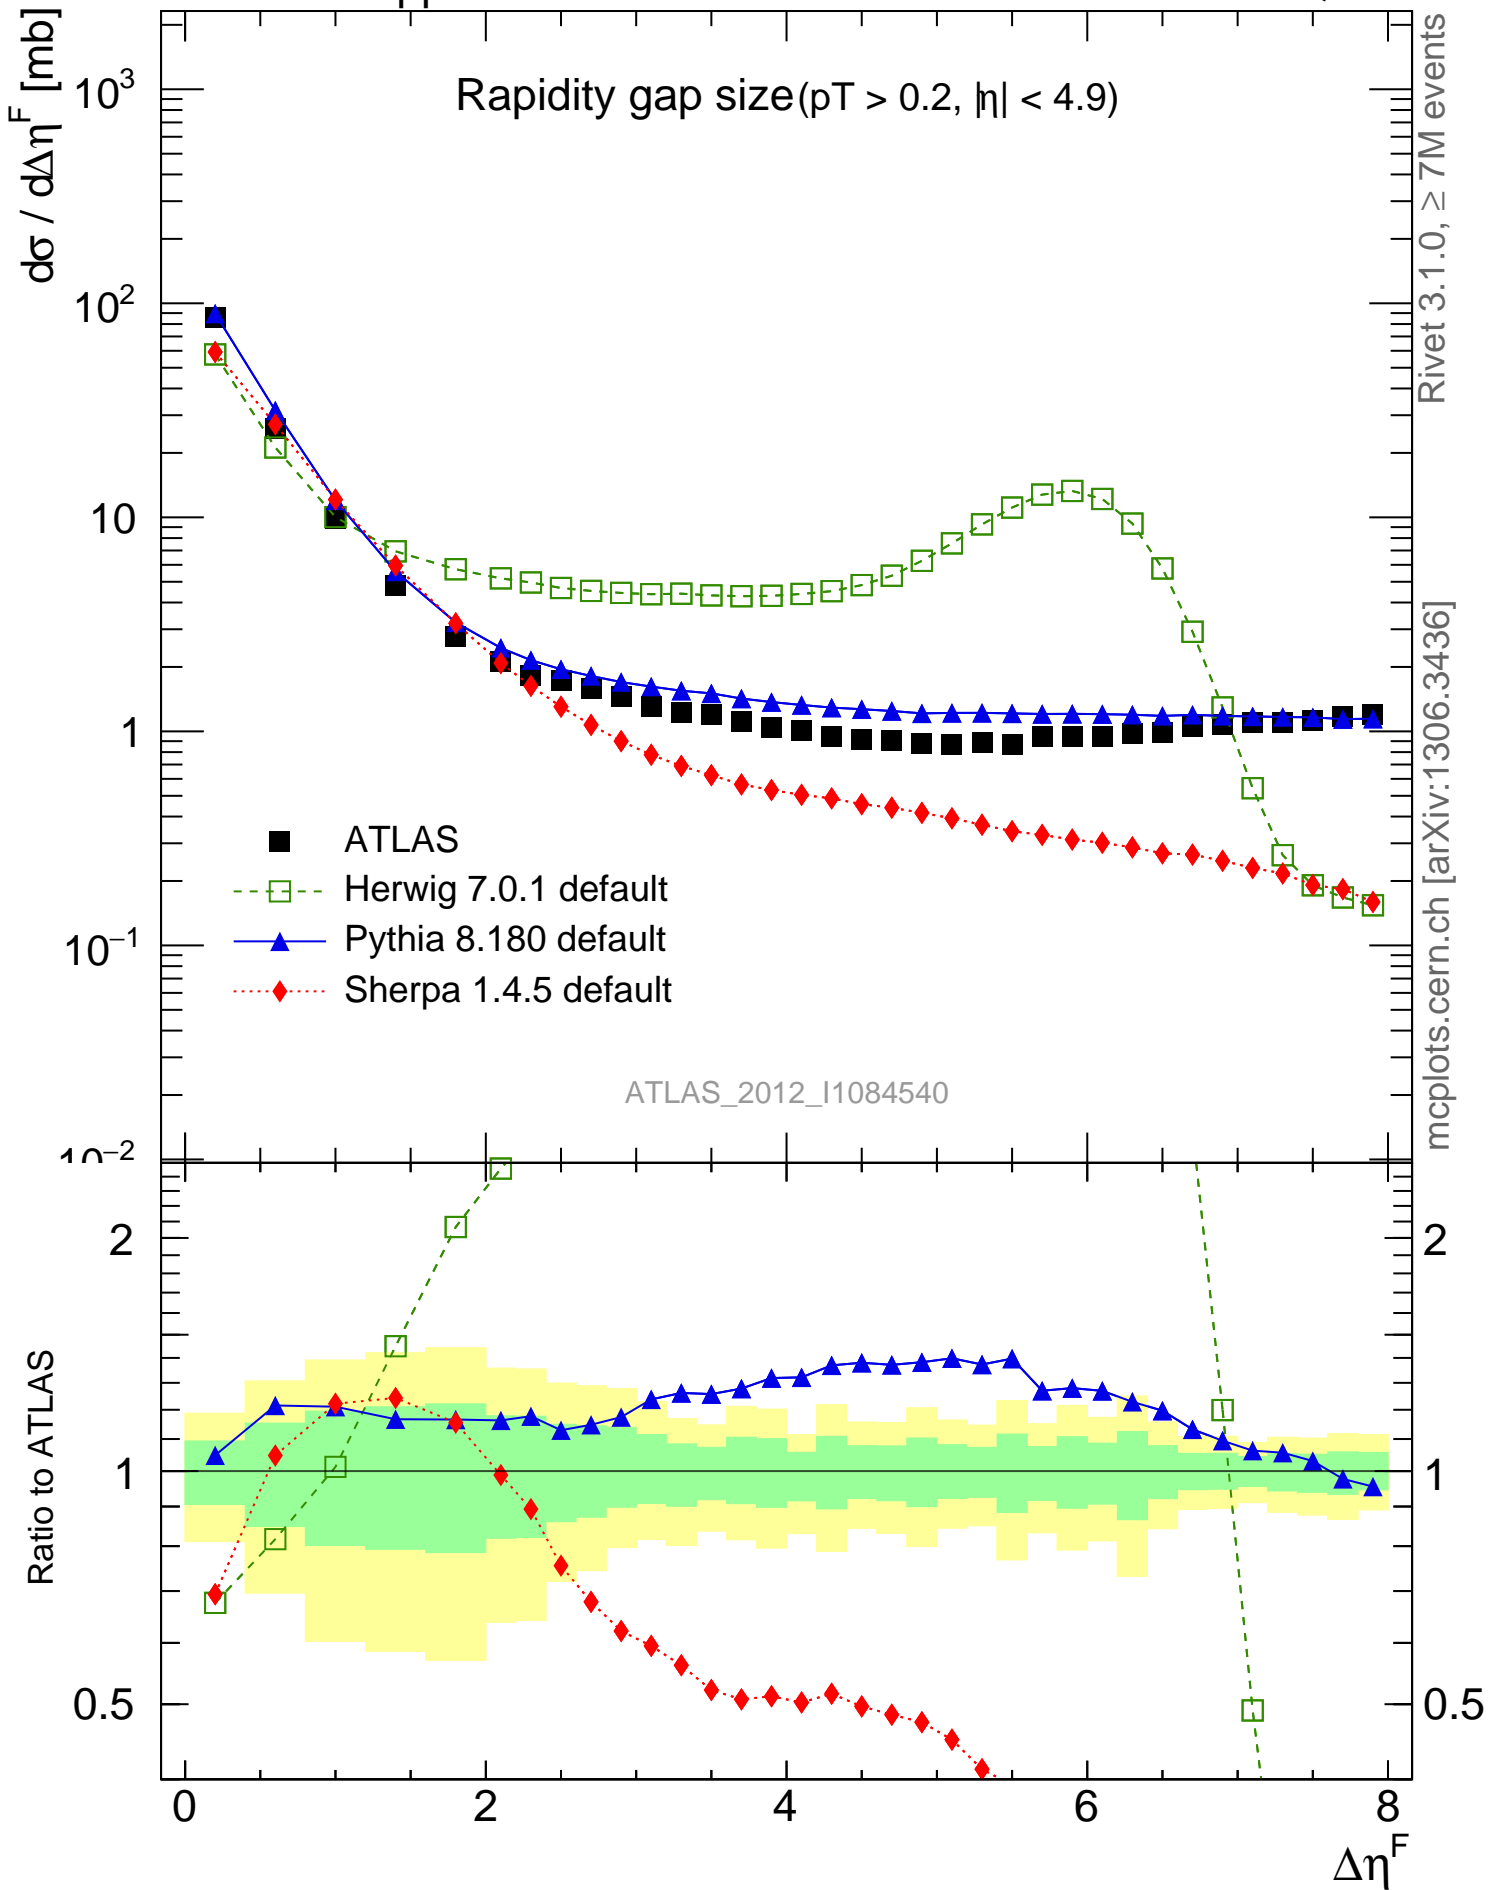 pp
dσ / dΔη^F [mb]
Rapidity gap size (pT > 0.2, |η| < 4.9)
10^3
10^2
10
1
10^−1
10^−2
ATLAS
Herwig 7.0.1 default
Pythia 8.180 default
Sherpa 1.4.5 default
ATLAS_2012_I1084540
Rivet 3.1.0, ≥ 7M events
mcplots.cern.ch [arXiv:1306.3436]
Ratio to ATLAS
2
1
0.5
2
1
0.5
0 2 4 6 8
Δη^F